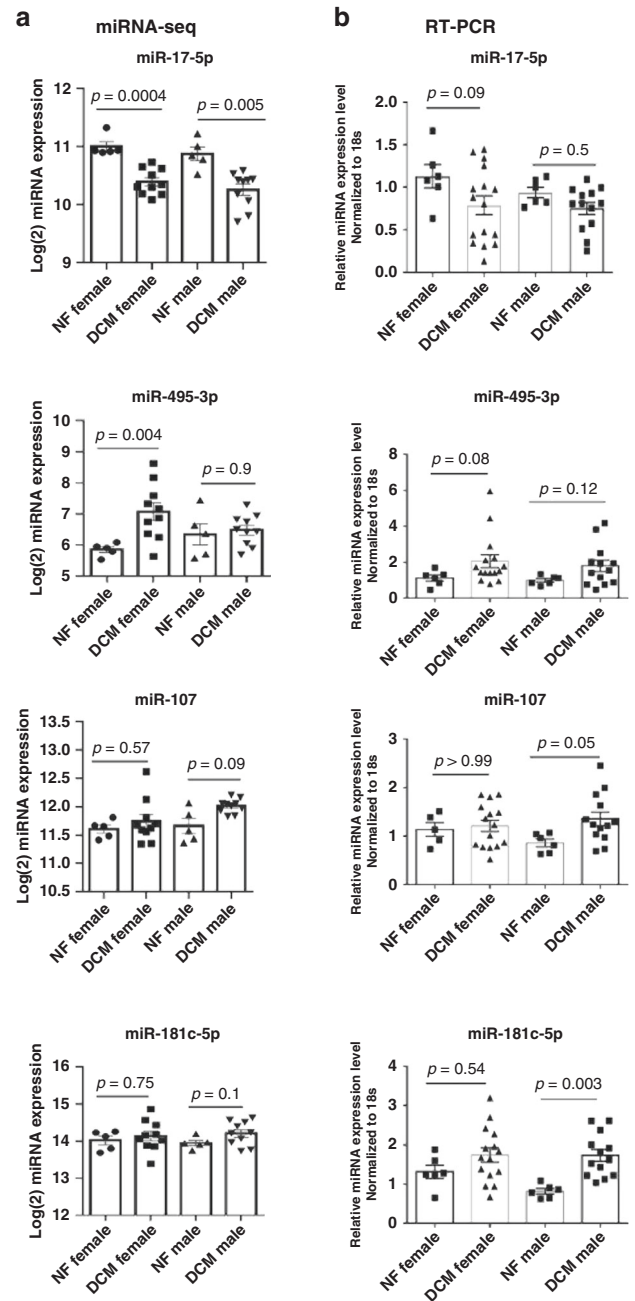 a
miRNA-seq
miR-17-5p
Log(2) miRNA expression
12
11
10
9
p = 0.0004
p = 0.005
NF female
DCM female
NF male
DCM male
miR-495-3p
Log(2) miRNA expression
10
9
8
7
6
5
p = 0.004
p = 0.9
NF female
DCM female
NF male
DCM male
miR-107
Log(2) miRNA expression
13.5
13.0
12.5
12.0
11.5
11.0
10.5
p = 0.57
p = 0.09
NF female
DCM female
NF male
DCM male
miR-181c-5p
Log(2) miRNA expression
16
15
14
13
12
p = 0.75
p = 0.1
NF female
DCM female
NF male
DCM male
b
RT-PCR
miR-17-5p
Relative miRNA expression level
Normalized to 18s
2.0
1.5
1.0
0.5
0.0
p = 0.09
p = 0.5
NF female
DCM female
NF male
DCM male
miR-495-3p
Relative miRNA expression level
Normalized to 18s
8
6
4
2
0
p = 0.08
p = 0.12
NF female
DCM female
NF male
DCM male
miR-107
Relative miRNA expression level
Normalized to 18s
3
2
1
0
p > 0.99
p = 0.05
NF female
DCM female
NF male
DCM male
miR-181c-5p
Relative miRNA expression level
Normalized to 18s
4
3
2
1
0
p = 0.54
p = 0.003
NF female
DCM female
NF male
DCM male